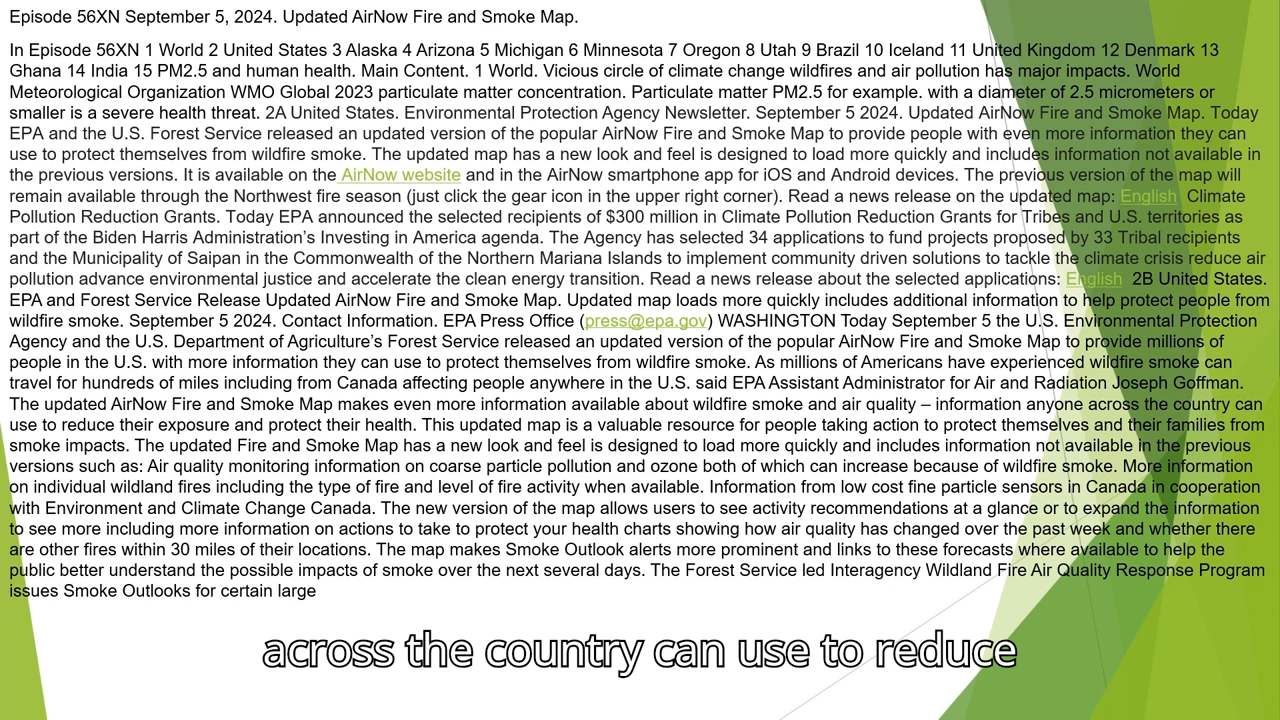 Episode 56XN September 5, 2024. Updated AirNow Fire and Smoke Map.
In Episode 56XN 1 World 2 United States 3 Alaska 4 Arizona 5 Michigan 6 Minnesota 7 Oregon 8 Utah 9 Brazil 10 Iceland 11 United Kingdom 12 Denmark 13
Ghana 14 India 15 PM2.5 and human health. Main Content. 1 World. Vicious circle of climate change wildfires and air pollution has major impacts. World
Meteorological Organization WMO Global 2023 particulate matter concentration. Particulate matter PM2.5 for example. with a diameter of 2.5 micrometers or
smaller is a severe health threat. 2A United States. Environmental Protection Agency Newsletter. September 5 2024. Updated AirNow Fire and Smoke Map. Today
EPA and the U.S. Forest Service released an updated version of the popular AirNow Fire and Smoke Map to provide people with even more information they can
use to protect themselves from wildfire smoke. The updated map has a new look and feel is designed to load more quickly and includes information not available in
the previous versions. It is available on the AirNow website and in the AirNow smartphone app for iOS and Android devices. The previous version of the map will
remain available through the Northwest fire season (just click the gear icon in the upper right corner). Read a news release on the updated map: English Climate
Pollution Reduction Grants. Today EPA announced the selected recipients of $300 million in Climate Pollution Reduction Grants for Tribes and U.S. territories as
part of the Biden Harris Administration's Investing in America agenda. The Agency has selected 34 applications to fund projects proposed by 33 Tribal recipients
and the Municipality of Saipan in the Commonwealth of the Northern Mariana Islands to implement community driven solutions to tackle the climate crisis reduce air
pollution advance environmental justice and accelerate the clean energy transition. Read a news release about the selected applications: English 2B United States.
EPA and Forest Service Release Updated AirNow Fire and Smoke Map. Updated map loads more quickly includes additional information to help protect people from
wildfire smoke. September 5 2024. Contact Information. EPA Press Office (press@epa.gov) WASHINGTON Today September 5 the U.S. Environmental Protection
Agency and the U.S. Department of Agriculture's Forest Service released an updated version of the popular AirNow Fire and Smoke Map to provide millions of
people in the U.S. with more information they can use to protect themselves from wildfire smoke. As millions of Americans have experienced wildfire smoke can
travel for hundreds of miles including from Canada affecting people anywhere in the U.S. said EPA Assistant Administrator for Air and Radiation Joseph Goffman.
The updated AirNow Fire and Smoke Map makes even more information available about wildfire smoke and air quality – information anyone across the country can
use to reduce their exposure and protect their health. This updated map is a valuable resource for people taking action to protect themselves and their families from
smoke impacts. The updated Fire and Smoke Map has a new look and feel is designed to load more quickly and includes information not available in the previous
versions such as: Air quality monitoring information on coarse particle pollution and ozone both of which can increase because of wildfire smoke. More information
on individual wildland fires including the type of fire and level of fire activity when available. Information from low cost fine particle sensors in Canada in cooperation
with Environment and Climate Change Canada. The new version of the map allows users to see activity recommendations at a glance or to expand the information
to see more including more information on actions to take to protect your health charts showing how air quality has changed over the past week and whether there
are other fires within 30 miles of their locations. The map makes Smoke Outlook alerts more prominent and links to these forecasts where available to help the
public better understand the possible impacts of smoke over the next several days. The Forest Service led Interagency Wildland Fire Air Quality Response Program
issues Smoke Outlooks for certain large
across the country can use to reduce